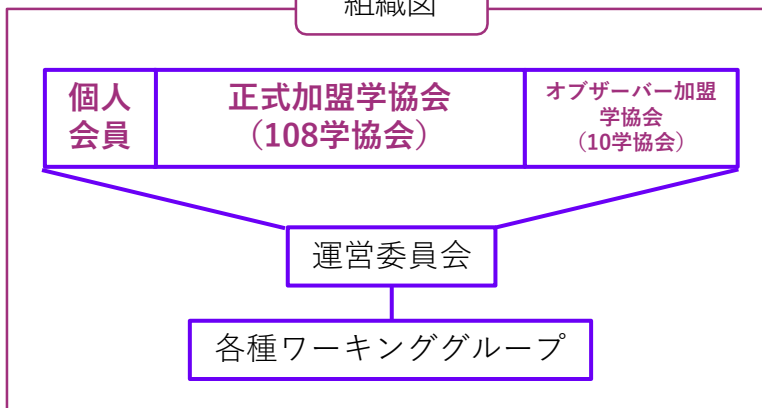 組織図
個人
会員
正式加盟学協会
（108学協会）
オブザーバー加盟
学協会
（10学協会）
運営委員会
各種ワーキンググループ